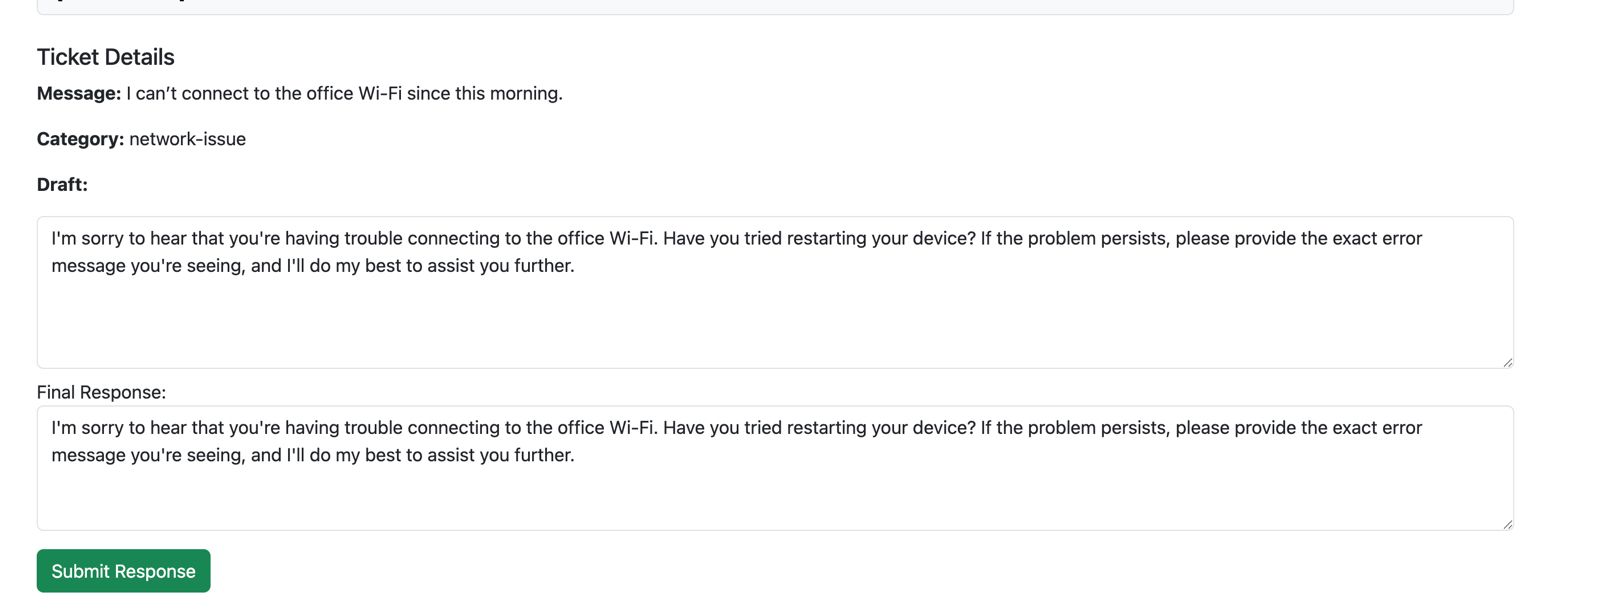 Ticket Details
Message: I can’t connect to the office Wi-Fi since this morning.
Category: network-issue
Draft:
I'm sorry to hear that you're having trouble connecting to the office Wi-Fi. Have you tried restarting your device? If the problem persists, please provide the exact error
message you're seeing, and I'll do my best to assist you further.
Final Response:
I'm sorry to hear that you're having trouble connecting to the office Wi-Fi. Have you tried restarting your device? If the problem persists, please provide the exact error
message you're seeing, and I'll do my best to assist you further.
Submit Response